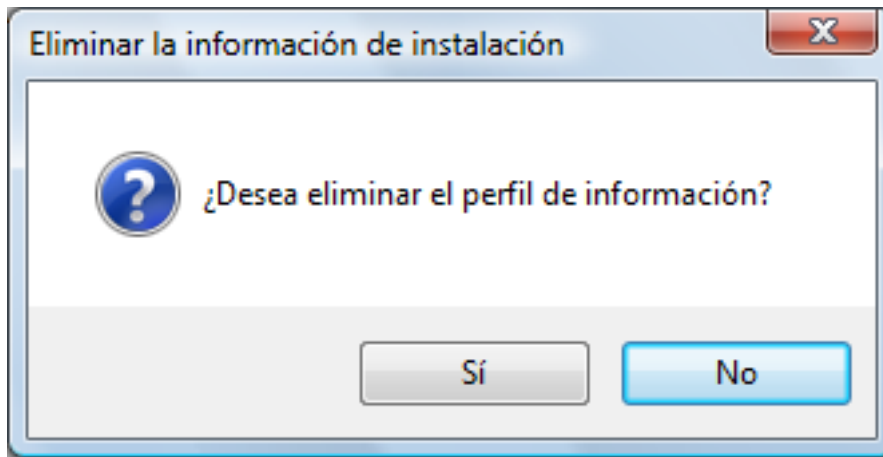 Eliminar la información de instalación
¿Desea eliminar el perfil de información?
Sí
No